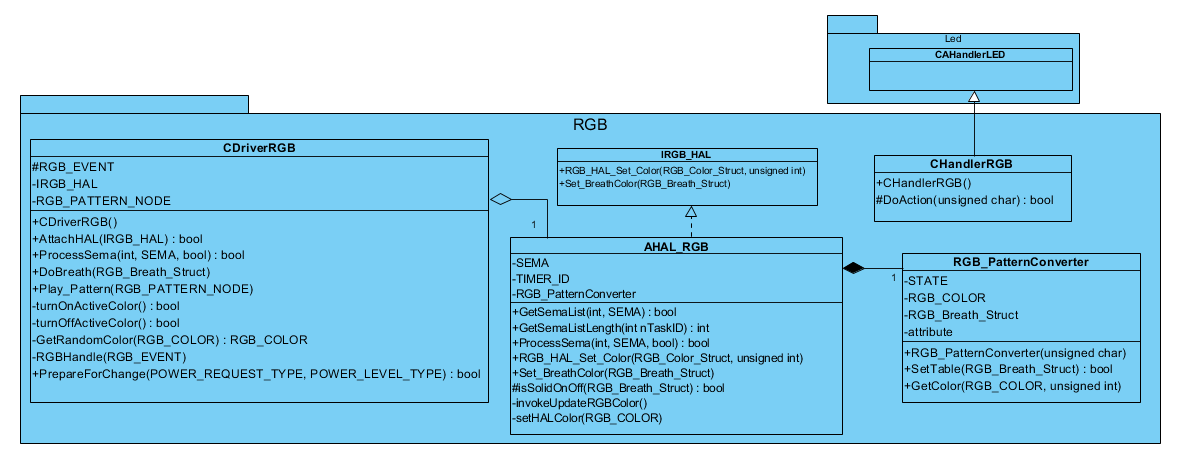 Led
CAHandlerLED
RGB
CDriverRGB
#RGB_EVENT
-IRGB_HAL
-RGB_PATTERN_NODE
+CDriverRGB()
+AttachHAL(IRGB_HAL) : bool
+ProcessSema(int, SEMA, bool) : bool
+DoBreath(RGB_Breath_Struct)
+Play_Pattern(RGB_PATTERN_NODE)
-turnOnActiveColor() : bool
-turnOffActiveColor() : bool
-GetRandomColor(RGB_COLOR) : RGB_COLOR
-RGBHandle(RGB_EVENT)
+PrepareForChange(POWER_REQUEST_TYPE, POWER_LEVEL_TYPE) : bool
1
IRGB_HAL
+RGB_HAL_Set_Color(RGB_Color_Struct, unsigned int)
+Set_BreathColor(RGB_Breath_Struct)
AHAL_RGB
-SEMA
-TIMER_ID
-RGB_PatternConverter
+GetSemaList(int, SEMA) : bool
+GetSemaListLength(int nTaskID) : int
+ProcessSema(int, SEMA, bool) : bool
+RGB_HAL_Set_Color(RGB_Color_Struct, unsigned int)
+Set_BreathColor(RGB_Breath_Struct)
#isSolidOnOff(RGB_Breath_Struct) : bool
-invokeUpdateRGBColor()
-setHALColor(RGB_COLOR)
CHandlerRGB
+CHandlerRGB()
#DoAction(unsigned char) : bool
1
RGB_PatternConverter
-STATE
-RGB_COLOR
-RGB_Breath_Struct
-attribute
+RGB_PatternConverter(unsigned char)
+SetTable(RGB_Breath_Struct) : bool
+GetColor(RGB_COLOR, unsigned int)